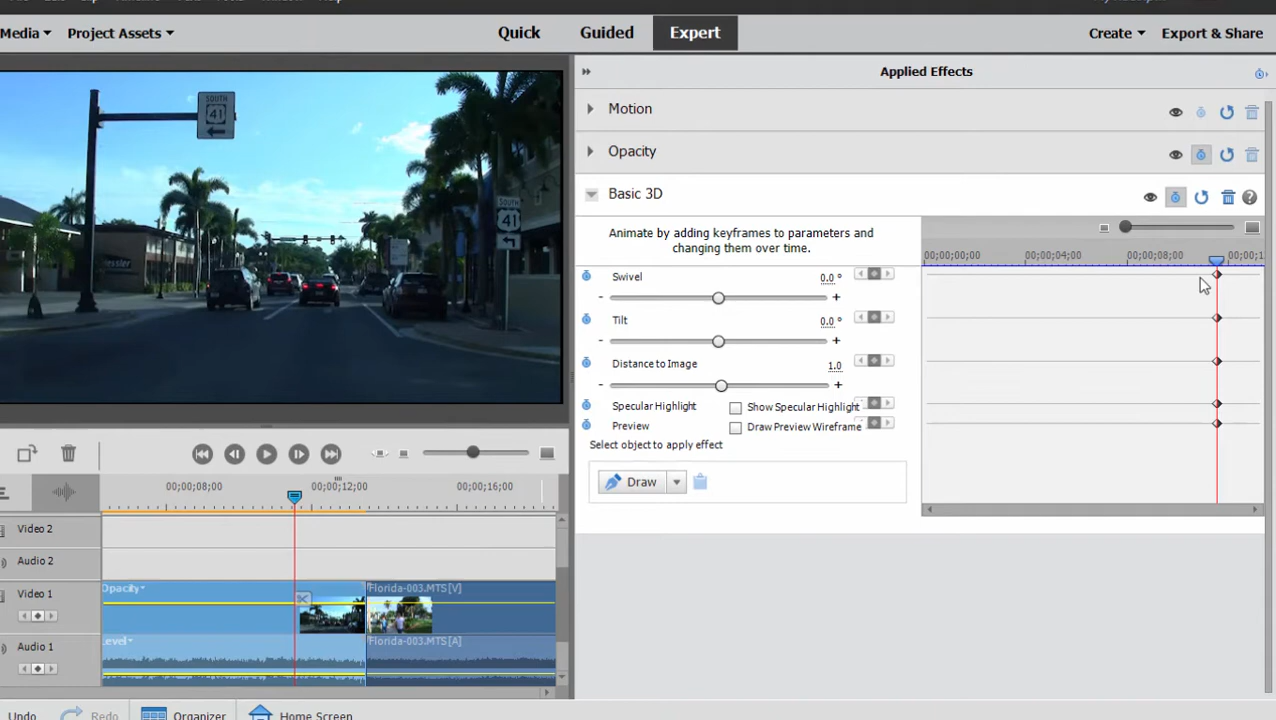 Media Project Assets Quick Guided Expert Create Export & Share
Applied Effects
Motion
Opacity
Basic 3D
Animate by adding keyframes to parameters and
changing them over time.
00;00;00;00 00;00;04;00 00;00;08;00 00;00;1
Swivel 0.0 °
- +
Tilt 0.0 °
- +
Distance to Image 1.0
- +
Specular Highlight Show Specular Highlight
Preview Draw Preview Wireframe
Select object to apply effect
Draw
SOUTH
41
SOUTH
41
00;00;08;00 00;00;12;00 00;00;16;00
Video 2
Audio 2
Video 1
Opacity
Florida-003.MTS[V]
Audio 1
Level
Florida-003.MTS[A]
Undo Redo Organizer Home Screen